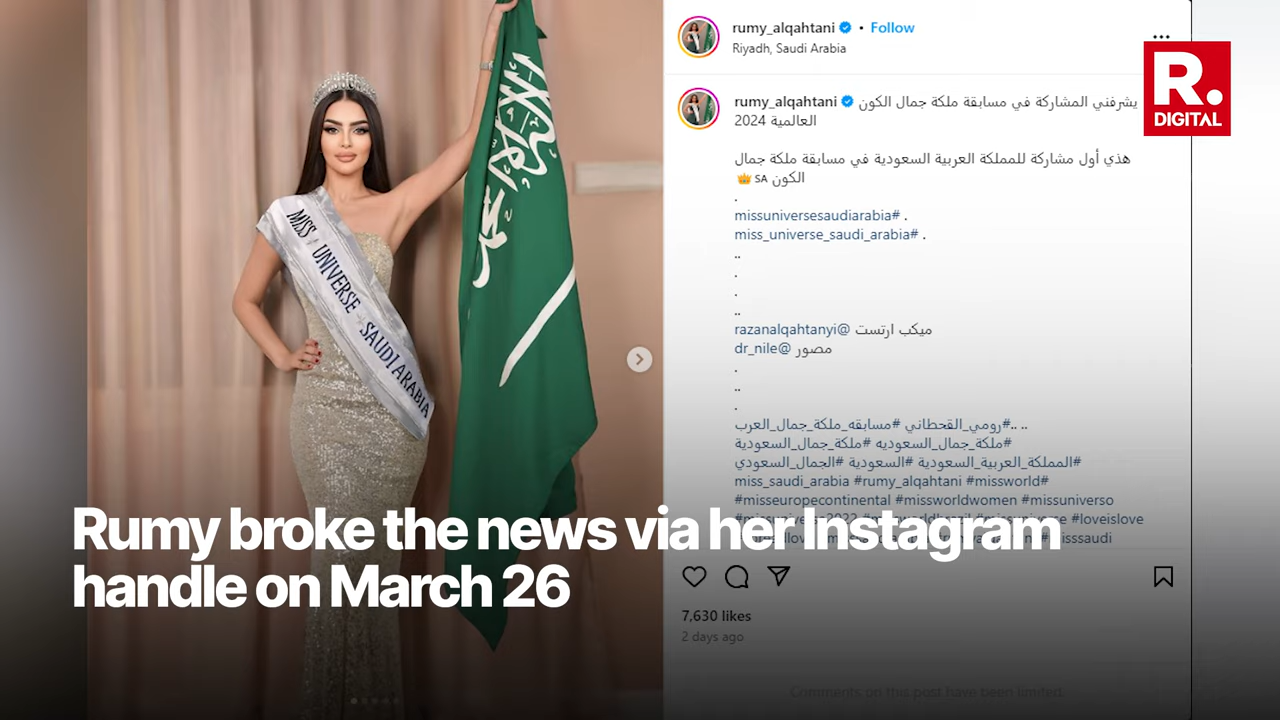 MISS UNIVERSE SAUDI ARABIA
rumy_alqahtani • Follow
Riyadh, Saudi Arabia
...
R.
DIGITAL
rumy_alqahtani يشرفني المشاركة في مسابقة ملكة جمال الكون
العالمية 2024
هذي أول مشاركة للمملكة العربية السعودية في مسابقة ملكة جمال
الكون 🇸🇦 👑
.
missuniversesaudiarabia# .
miss_universe_saudi_arabia# .
..
.
.
..
ميكب ارتست @razanalqahtanyi
مصور @dr_nile
.
..
.
.. ..#رومي_القحطاني #مسابقه_ملكة_جمال_العرب
#ملكة_جمال_السعوديه #ملكة_جمال_السعودية
#المملكة_العربية_السعودية #السعودية #الجمال_السعودي
miss_saudi_arabia #rumy_alqahtani #missworld#
#misseuropecontinental #missworldwomen #missuniverso
#loveislove
Rumy broke the news via her Instagram
handle on March 26
7,630 likes
2 days ago
Comments on this post have been limited.